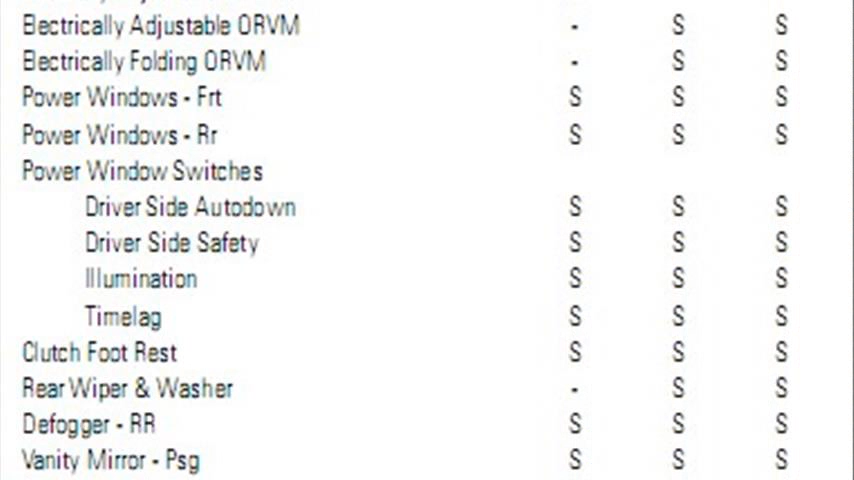 Electrically Adjustable ORVM - S S
Electrically Folding ORVM - S S
Power Windows - Frt S S S
Power Windows - Rr S S S
Power Window Switches
Driver Side Autodown S S S
Driver Side Safety S S S
Illumination S S S
Timelag S S S
Clutch Foot Rest S S S
Rear Wiper & Washer - S S
Defogger - RR S S S
Vanity Mirror - Psg S S S